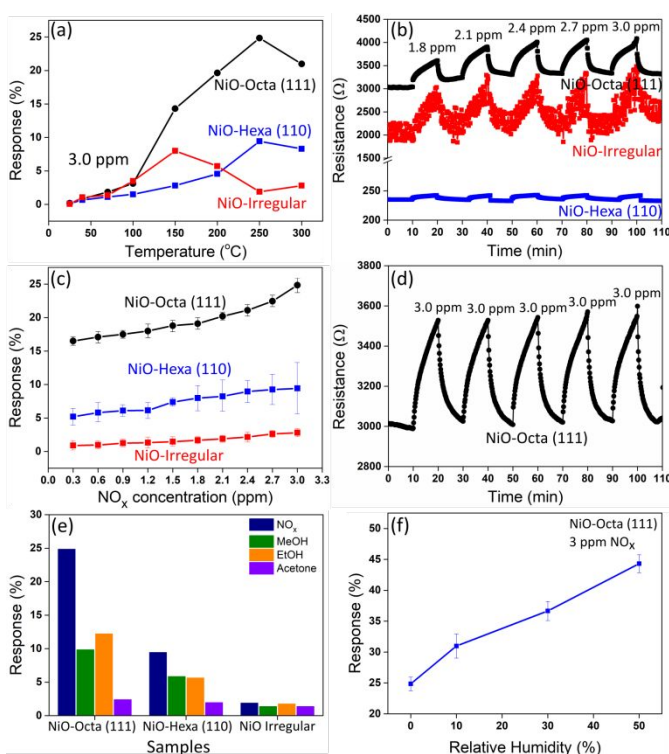 (a)
NiO-Octa (111)
NiO-Hexa (110)
3.0 ppm
NiO-Irregular
Response (%)
25
20
15
10
5
0
0 50 100 150 200 250 300
Temperature (°C)
(b)
1.8 ppm
2.1 ppm
2.4 ppm
2.7 ppm
3.0 ppm
NiO-Octa (111)
NiO-Irregular
NiO-Hexa (110)
Resistance (Ω)
4500
4000
3500
3000
2500
2000
1500
250
200
0 10 20 30 40 50 60 70 80 90 100 110
Time (min)
(c)
NiO-Octa (111)
NiO-Hexa (110)
NiO-Irregular
Response (%)
25
20
15
10
5
0
0.0 0.3 0.6 0.9 1.2 1.5 1.8 2.1 2.4 2.7 3.0 3.3
NOx concentration (ppm)
(d)
3.0 ppm 3.0 ppm 3.0 ppm 3.0 ppm 3.0 ppm
NiO-Octa (111)
Resistance (Ω)
3800
3600
3400
3200
3000
2800
0 10 20 30 40 50 60 70 80 90 100 110
Time (min)
(e)
NOx
MeOH
EtOH
Acetone
Response (%)
30
25
20
15
10
5
0
NiO-Octa (111) NiO-Hexa (110) NiO Irregular
Samples
(f)
NiO-Octa (111)
3 ppm NOx
Response (%)
50
45
40
35
30
25
20
0 10 20 30 40 50
Relative Humidity (%)